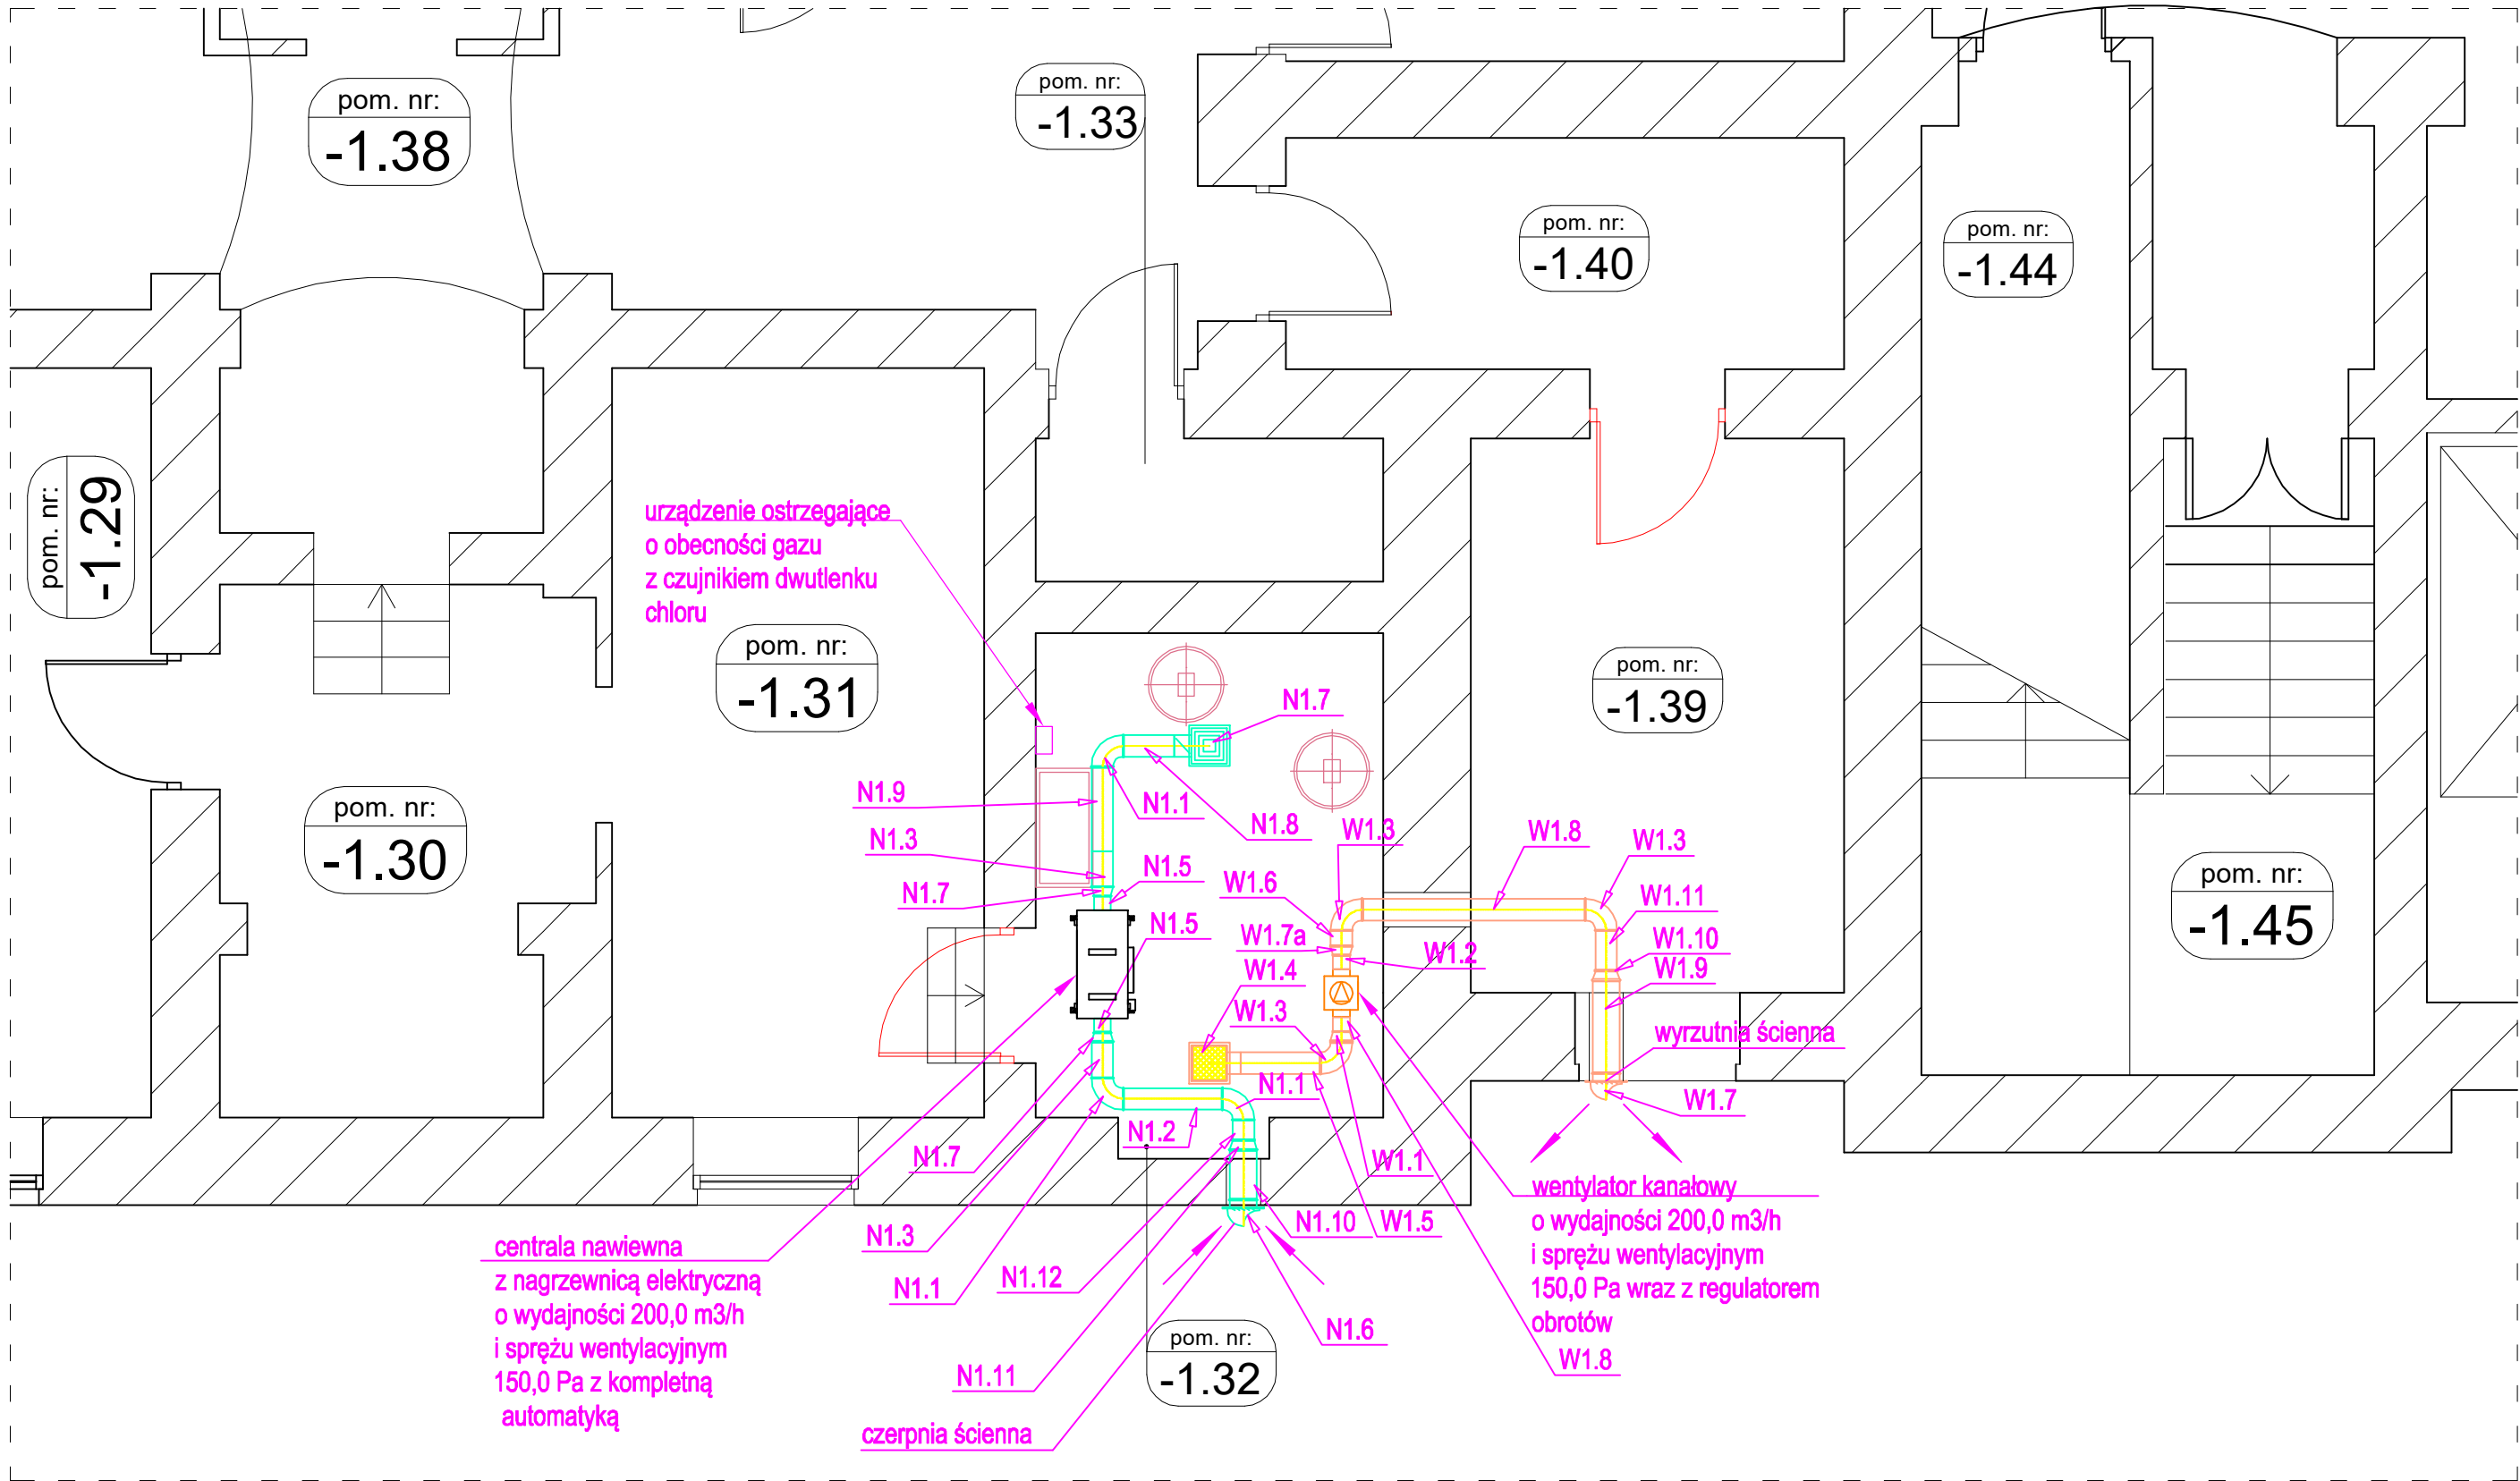 pom. nr:
-1.38
pom. nr:
-1.33
pom. nr:
-1.40
pom. nr:
-1.44
pom. nr:
-1.29
urządzenie ostrzegające
o obecności gazu
z czujnikiem dwutlenku
chloru
pom. nr:
-1.31
pom. nr:
-1.39
pom. nr:
-1.30
pom. nr:
-1.45
N1.7
N1.9
N1.1
N1.8
N1.3
N1.5
N1.7
N1.5
W1.3
W1.8
W1.3
W1.6
W1.11
W1.7a
W1.2
W1.10
W1.4
W1.9
W1.3
wyrzutnia ścienna
N1.1
W1.7
N1.2
N1.7
W1.1
N1.3
N1.10
W1.5
N1.1
N1.12
N1.6
N1.11
W1.8
centrala nawiewna
z nagrzewnicą elektryczną
o wydajności 200,0 m3/h
i sprężu wentylacyjnym
150,0 Pa z kompletną
automatyką
wentylator kanałowy
o wydajności 200,0 m3/h
i sprężu wentylacyjnym
150,0 Pa wraz z regulatorem
obrotów
pom. nr:
-1.32
czerpnia ścienna